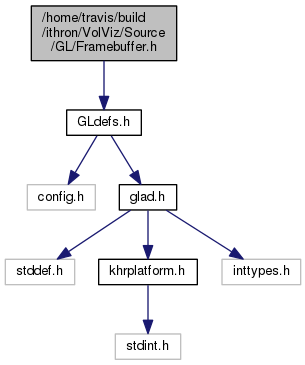 /home/travis/build
/ithron/VolViz/Source
/GL/Framebuffer.h
GLdefs.h
config.h
glad.h
stddef.h
khrplatform.h
inttypes.h
stdint.h